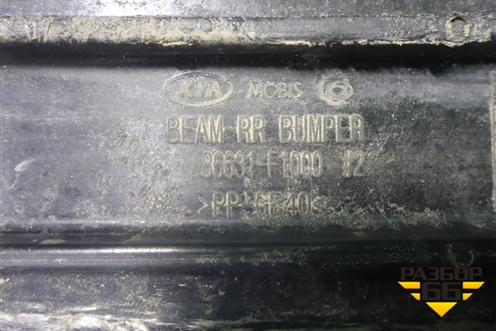 KIA MOBIS
BEAM-RR BUMPER
86631-F1000 /2
>PP-GF40<
РАЗБОР
66